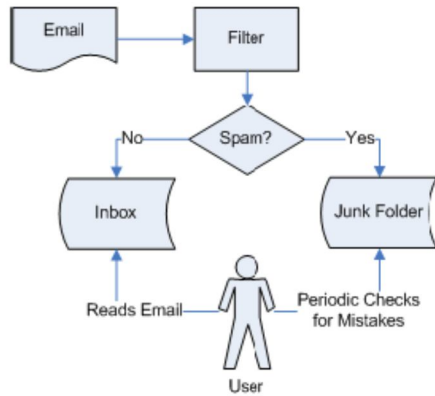 Email
Filter
Spam?
No
Yes
Inbox
Junk Folder
Reads Email
Periodic Checks
for Mistakes
User